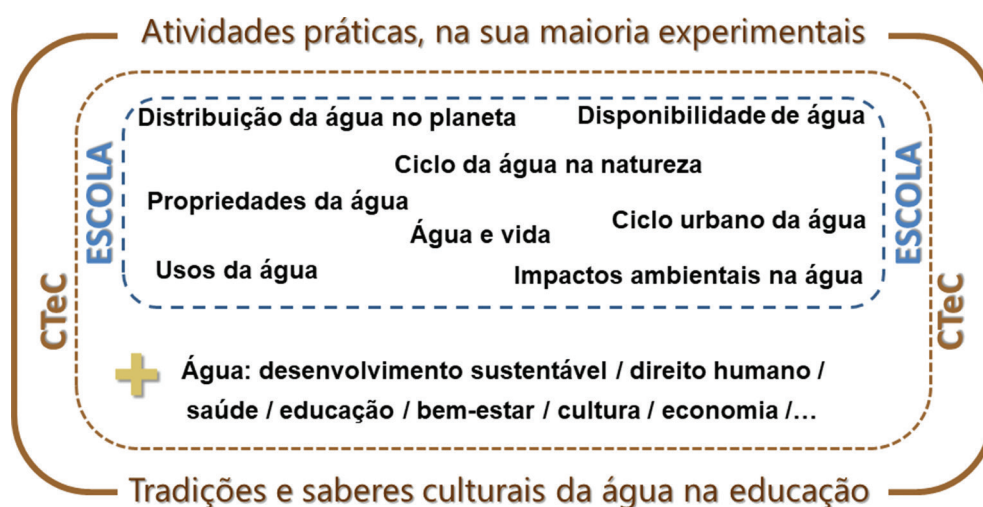 Atividades práticas, na sua maioria experimentais
Distribuição da água no planeta
Disponibilidade de água
Ciclo da água na natureza
Propriedades da água
Ciclo urbano da água
Água e vida
Usos da água
Impactos ambientais na água
ESCOLA
ESCOLA
CTeC
CTeC
+ Água: desenvolvimento sustentável / direito humano /
saúde / educação / bem-estar / cultura / economia /...
Tradições e saberes culturais da água na educação